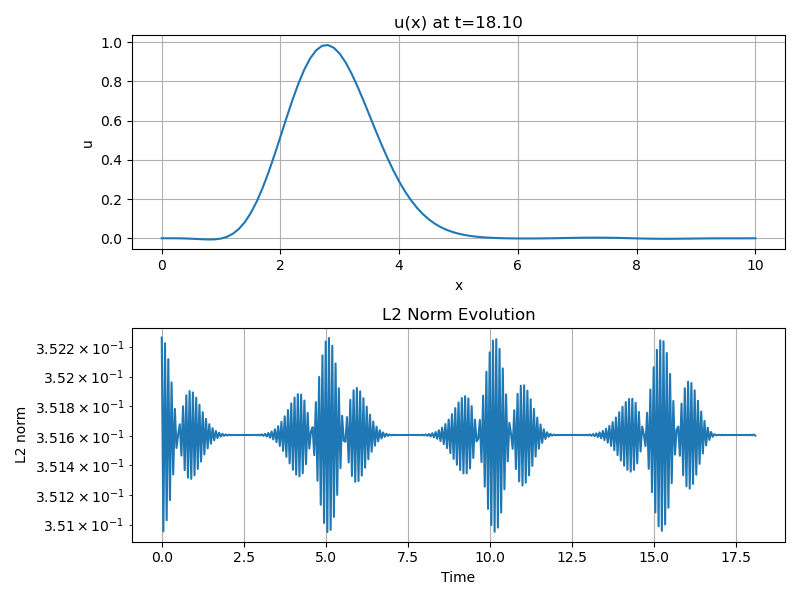 u(x) at t=18.10
1.0
0.8
0.6
0.4
0.2
0.0
u
0 2 4 6 8 10
x
L2 Norm Evolution
3.522 × 10⁻¹
3.52 × 10⁻¹
3.518 × 10⁻¹
3.516 × 10⁻¹
3.514 × 10⁻¹
3.512 × 10⁻¹
3.51 × 10⁻¹
L2 norm
0.0 2.5 5.0 7.5 10.0 12.5 15.0 17.5
Time